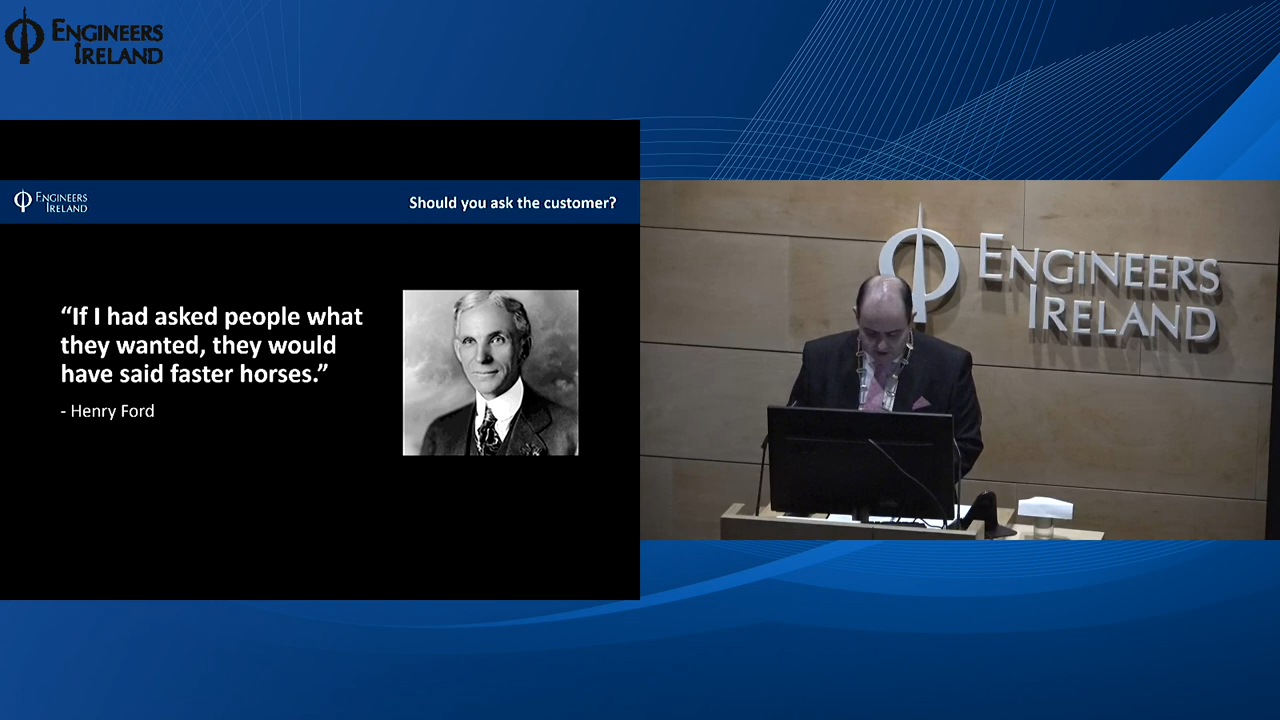 ENGINEERS
IRELAND
ENGINEERS
IRELAND
Should you ask the customer?
“If I had asked people what
they wanted, they would
have said faster horses.”
- Henry Ford
ENGINEERS
IRELAND